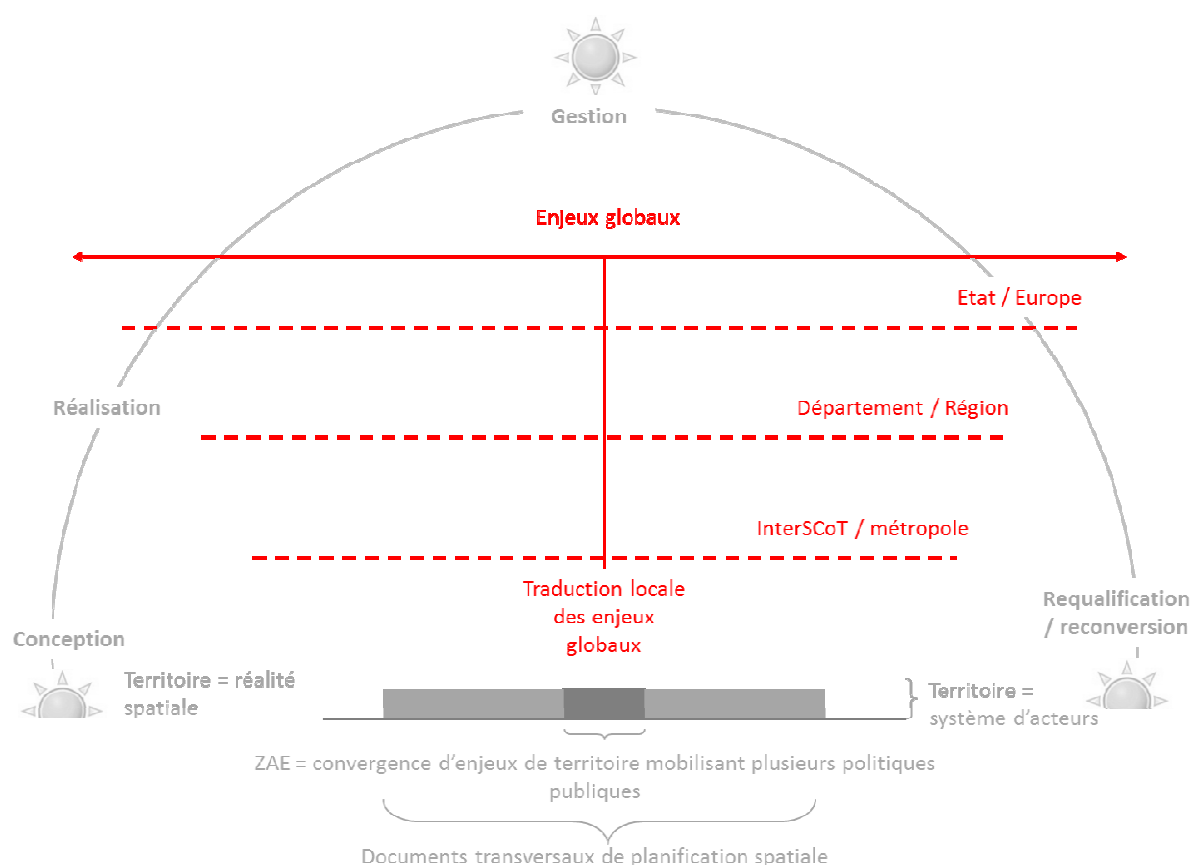 Gestion
Enjeux globaux
Etat / Europe
Réalisation
Département / Région
InterSCoT / métropole
Traduction locale
des enjeux
globaux
Requalification
/ reconversion
Conception
Territoire = réalité
spatiale
Territoire =
système d'acteurs
ZAE = convergence d'enjeux de territoire mobilisant plusieurs politiques
publiques
Documents transversaux de planification spatiale